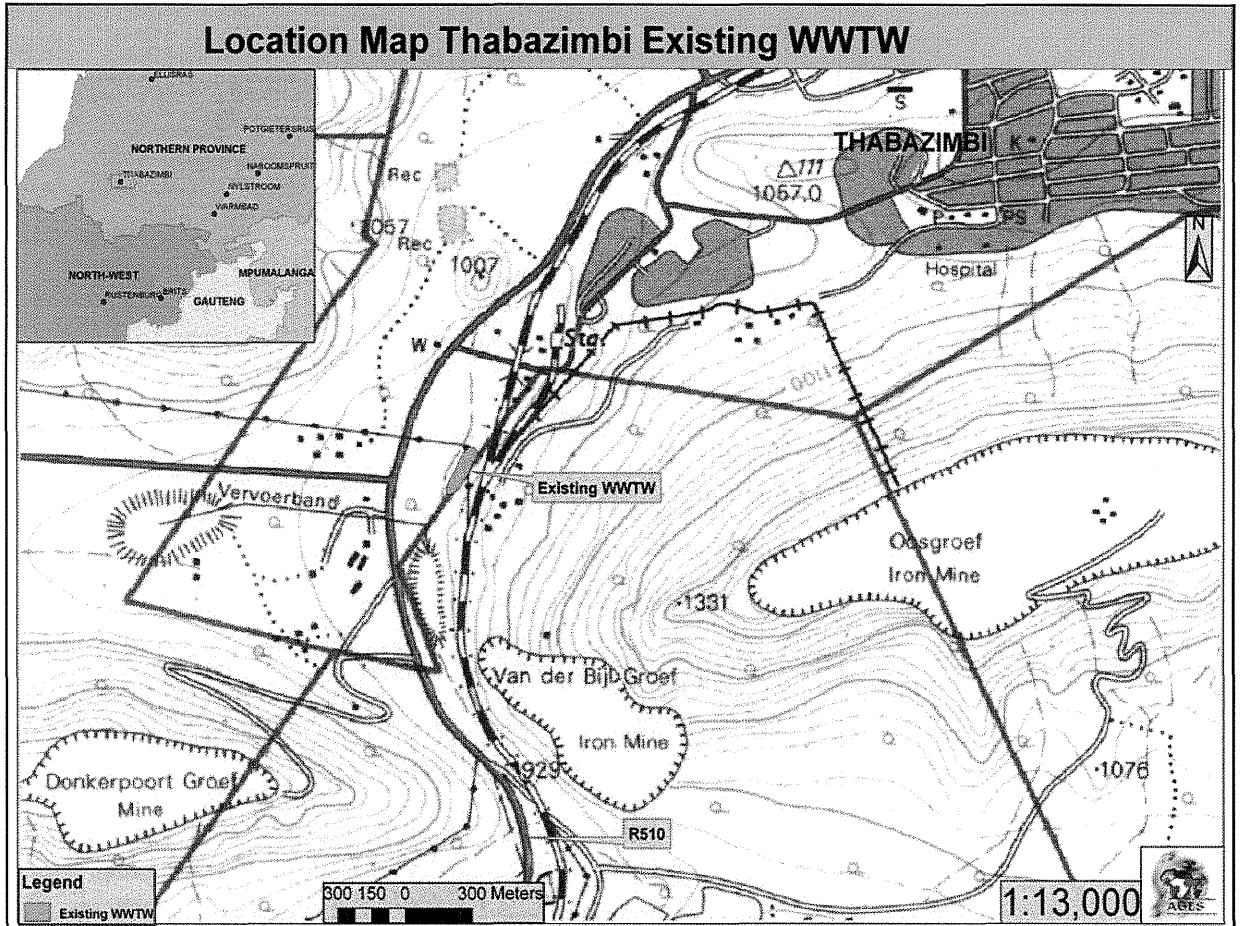 Location Map Thabazimbi Existing WWTW
ELLISRAS
POTGIETERSRUS
NORTHERN PROVINCE
NABOOMSPRUIT
THABAZIMBI
NYLSTROOM
WARMBAD
NORTH-WEST
MPUMALANGA
RUSTENBURG
BRITS
GAUTENG
S
THABAZIMBI
K
Rec
111
1057,0
1057
Rec
P
PS
N
1007
Hospital
W
Sta.
1100
Existing WWTW
Vervoerband
Oosgroef
Iron Mine
1331
Van der Bijl Groef
Iron Mine
Donkerpoort Groef
Mine
929
1076
R510
Legend
Existing WWTW
300 150 0 300 Meters
1:13,000
AGES